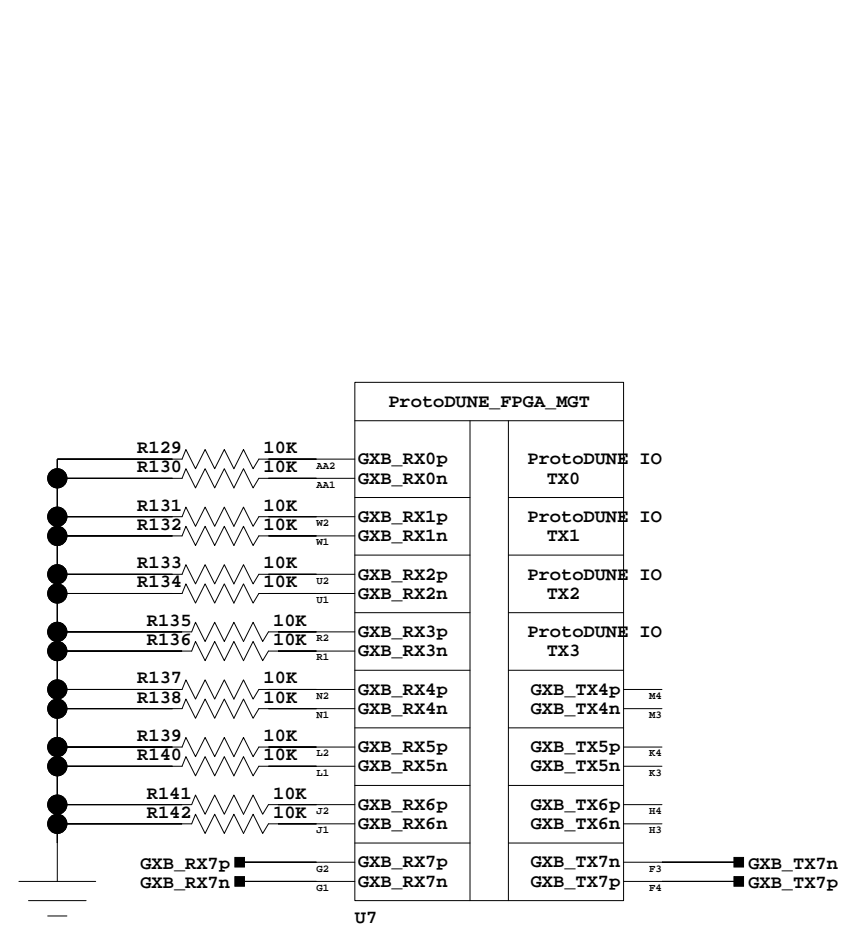 ProtoDUNE_FPGA_MGT
R129 10K AA2 GXB_RX0p ProtoDUNE IO
R130 10K AA1 GXB_RX0n TX0
R131 10K W2 GXB_RX1p ProtoDUNE IO
R132 10K W1 GXB_RX1n TX1
R133 10K U2 GXB_RX2p ProtoDUNE IO
R134 10K U1 GXB_RX2n TX2
R135 10K R2 GXB_RX3p ProtoDUNE IO
R136 10K R1 GXB_RX3n TX3
R137 10K N2 GXB_RX4p GXB_TX4p M4
R138 10K N1 GXB_RX4n GXB_TX4n M3
R139 10K L2 GXB_RX5p GXB_TX5p K4
R140 10K L1 GXB_RX5n GXB_TX5n K3
R141 10K J2 GXB_RX6p GXB_TX6p H4
R142 10K J1 GXB_RX6n GXB_TX6n H3
GXB_RX7p G2 GXB_RX7p GXB_TX7n F3 GXB_TX7n
GXB_RX7n G1 GXB_RX7n GXB_TX7p F4 GXB_TX7p
U7